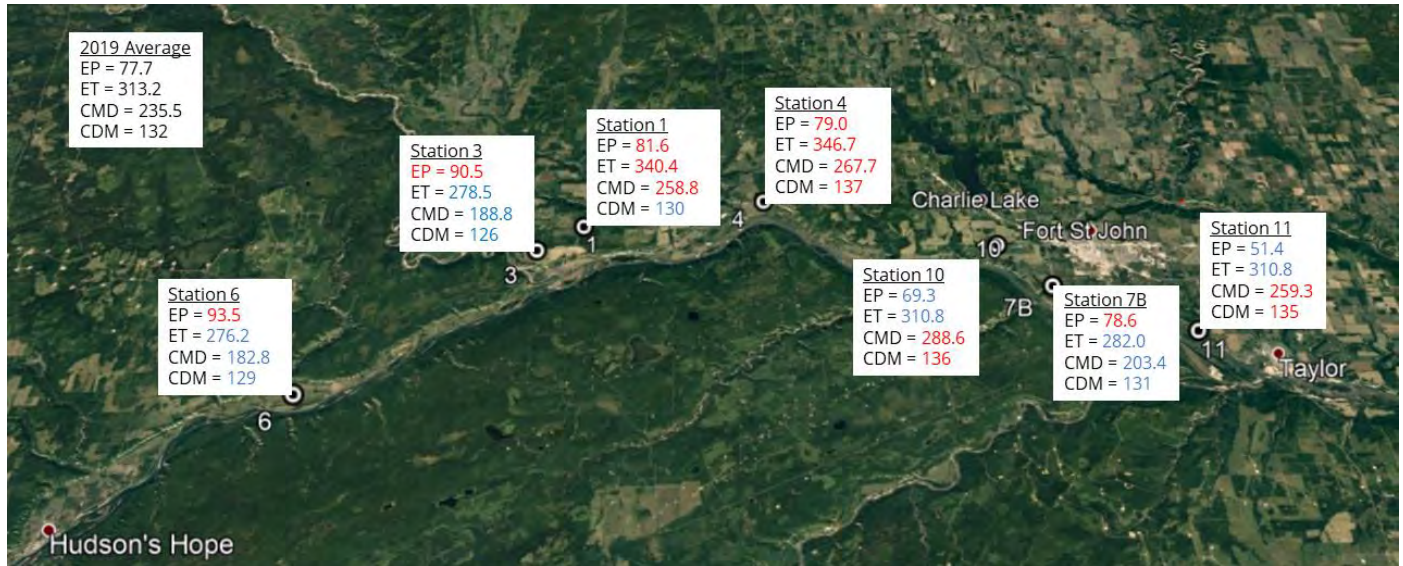 2019 Average
EP = 77.7
ET = 313.2
CMD = 235.5
CDM = 132
Station 3
EP = 90.5
ET = 278.5
CMD = 188.8
CDM = 126
Station 1
EP = 81.6
ET = 340.4
CMD = 258.8
CDM = 130
Station 4
EP = 79.0
ET = 346.7
CMD = 267.7
CDM = 137
Station 6
EP = 93.5
ET = 276.2
CMD = 182.8
CDM = 129
Station 10
EP = 69.3
ET = 310.8
CMD = 288.6
CDM = 136
Station 7B
EP = 78.6
ET = 282.0
CMD = 203.4
CDM = 131
Station 11
EP = 51.4
ET = 310.8
CMD = 259.3
CDM = 135
Charlie Lake
Fort St John
4
1
3
10
7B
11
Taylor
6
Hudson's Hope